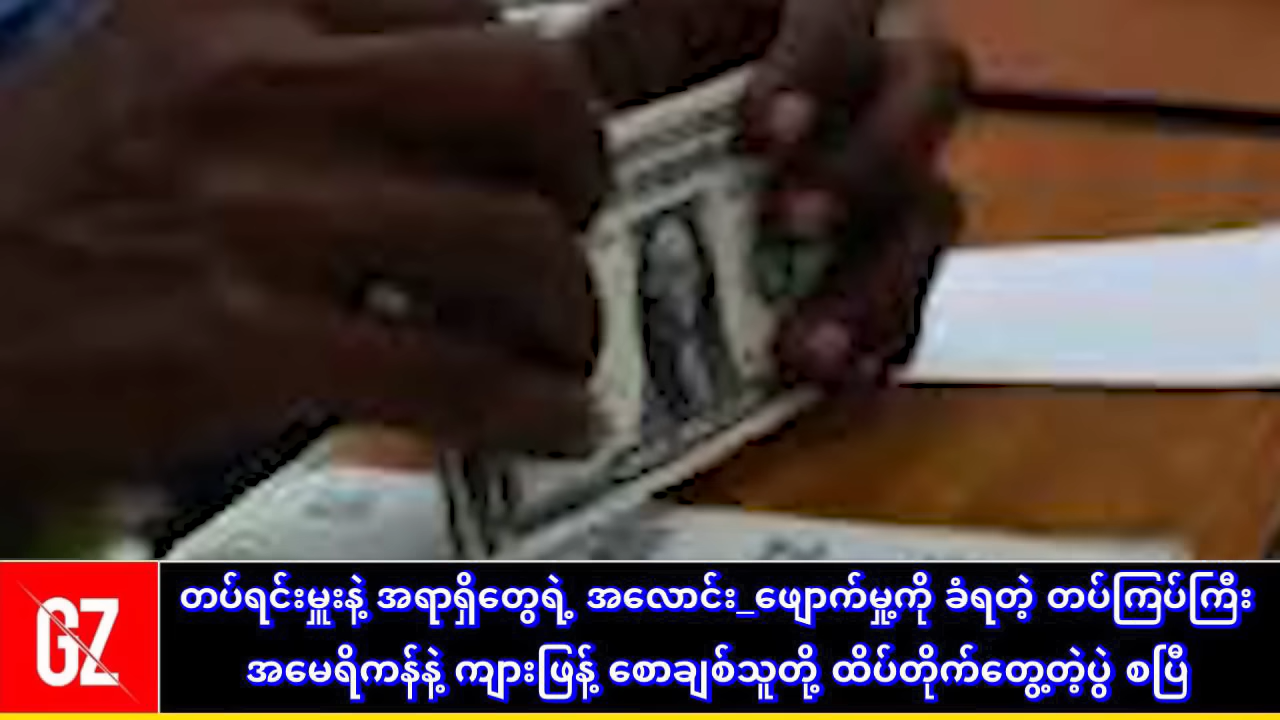 တပ်ရင်းမှူးနဲ့ အရာရှိတွေရဲ့ အလောင်း_ဖျောက်မှု့ကို ခံရတဲ့ တပ်ကြပ်ကြီး
GZ
အမေရိကန်နဲ့ ကျားဖြန့် စောချစ်သူတို့ ထိပ်တိုက်တွေ့တဲ့ပွဲ စပြီ